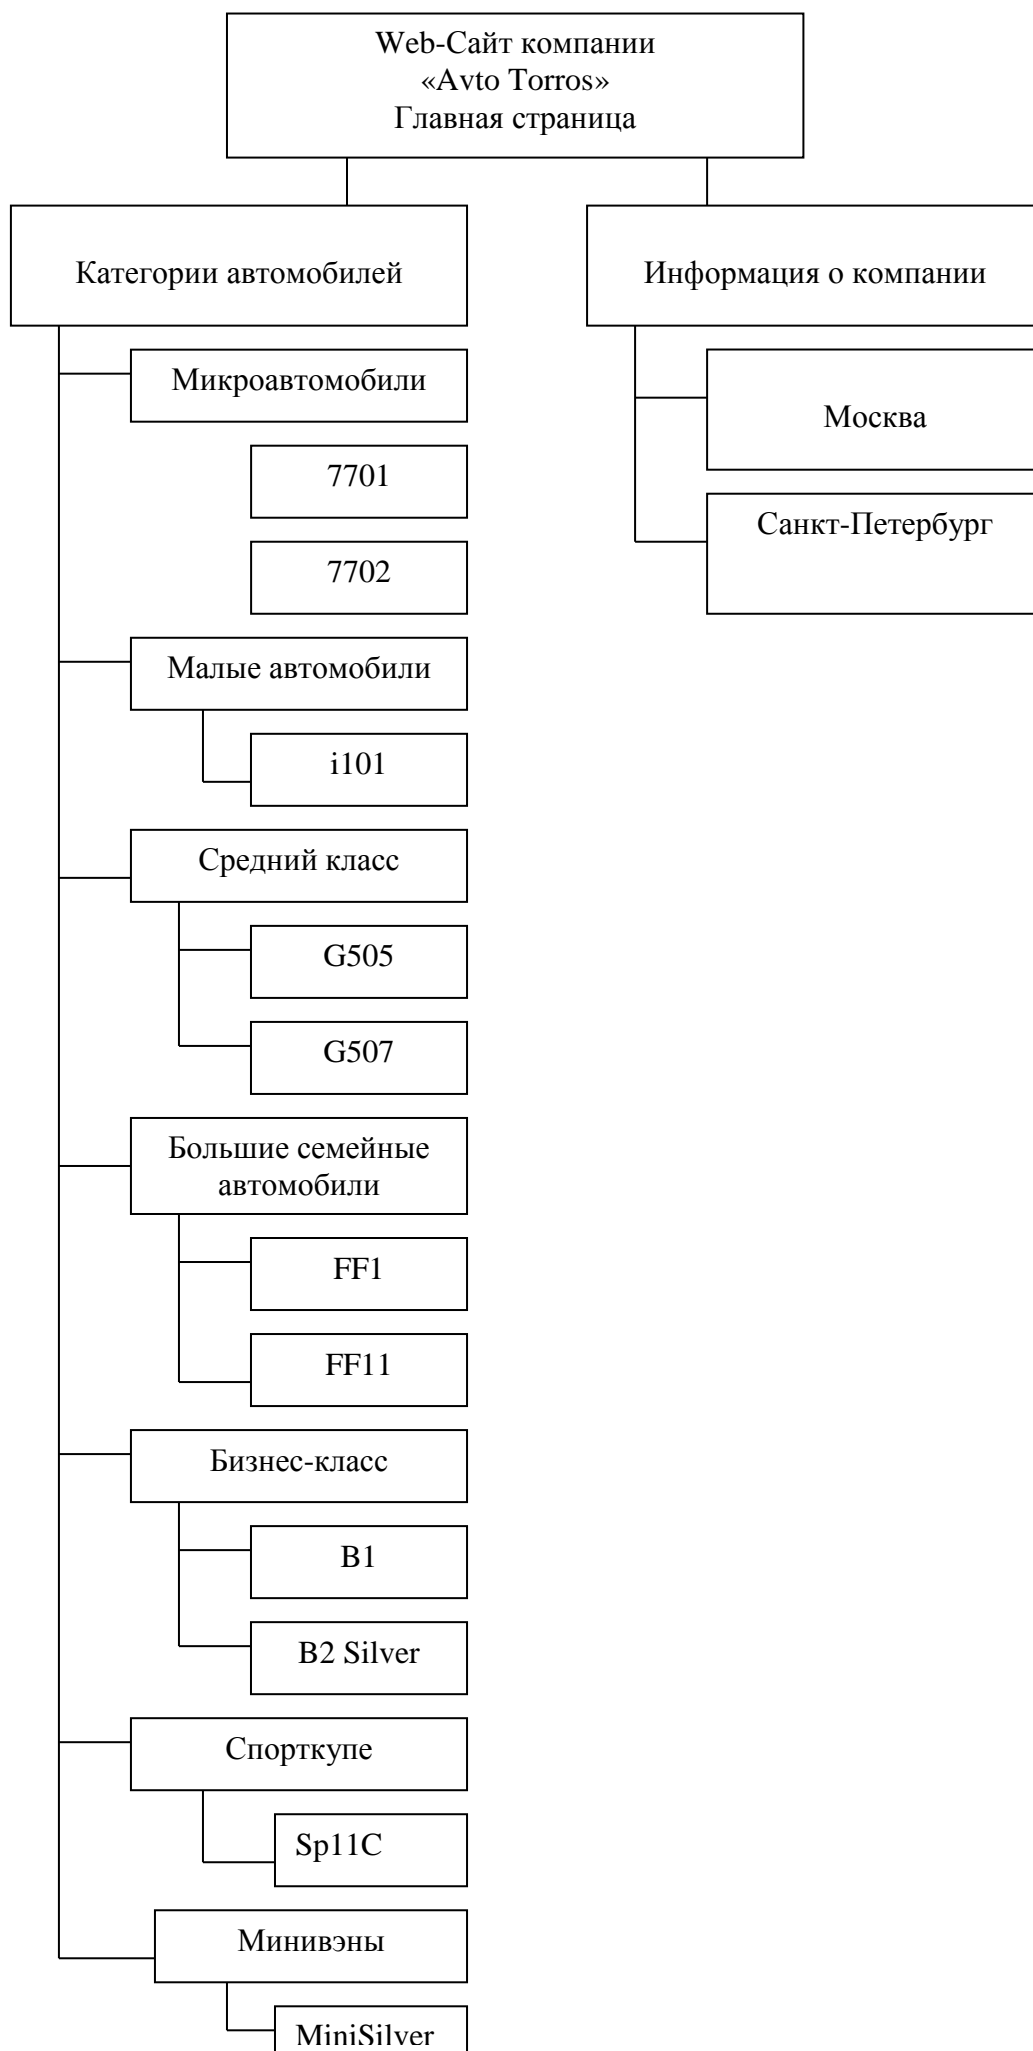 Web-Сайт компании
«Avto Torros»
Главная страница
Категории автомобилей
Микроавтомобили
7701
7702
Малые автомобили
i101
Средний класс
G505
G507
Большие семейные
автомобили
FF1
FF11
Бизнес-класс
B1
B2 Silver
Спорткупе
Sp11C
Минивэны
MiniSilver
Информация о компании
Москва
Санкт-Петербург